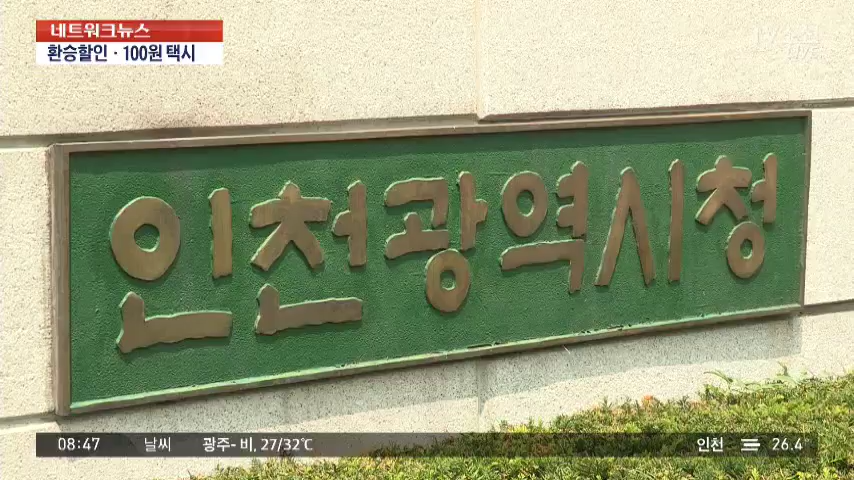 네트워크뉴스
환승할인·100원 택시
LIVE
인천광역시청
08:47 날씨 광주- 비, 27/32℃ 인천 26.4